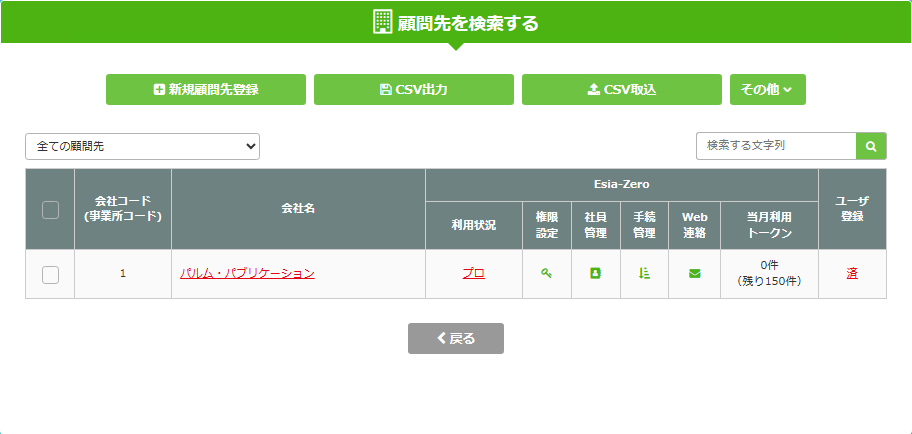 顧問先を検索する
新規顧問先登録
CSV出力
CSV取込
その他
全ての顧問先
検索する文字列
会社コード
(事業所コード)
会社名
Esia-Zero
利用状況
権限
設定
社員
管理
手続
管理
Web
連絡
当月利用
トークン
ユーザ
登録
1
パルム・パブリケーション
プロ
0件
(残り150件)
済
戻る